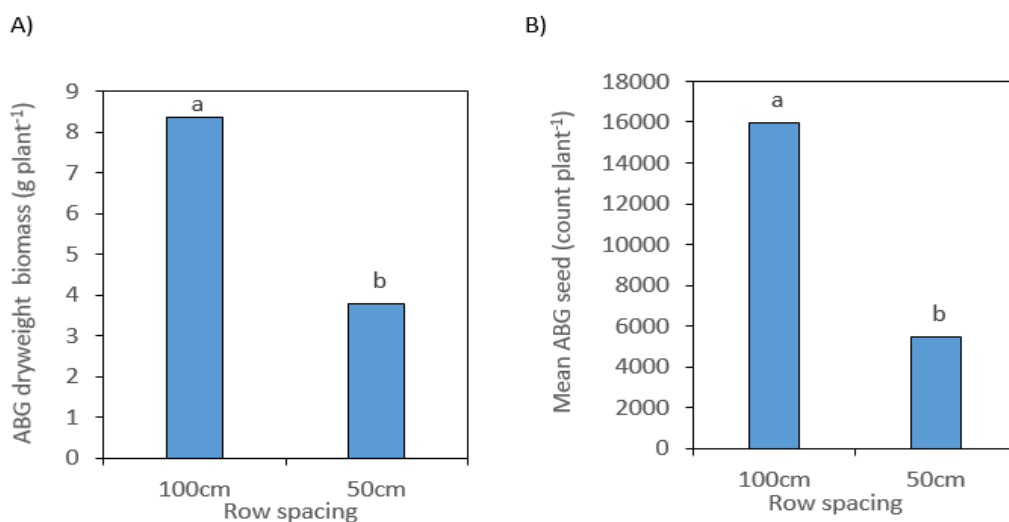 A)
ABG dryweight biomass (g plant-1)
9
8
7
6
5
4
3
2
1
0
a
b
100cm
50cm
Row spacing
B)
Mean ABG seed (count plant-1)
18000
16000
14000
12000
10000
8000
6000
4000
2000
0
a
b
100cm
50cm
Row spacing